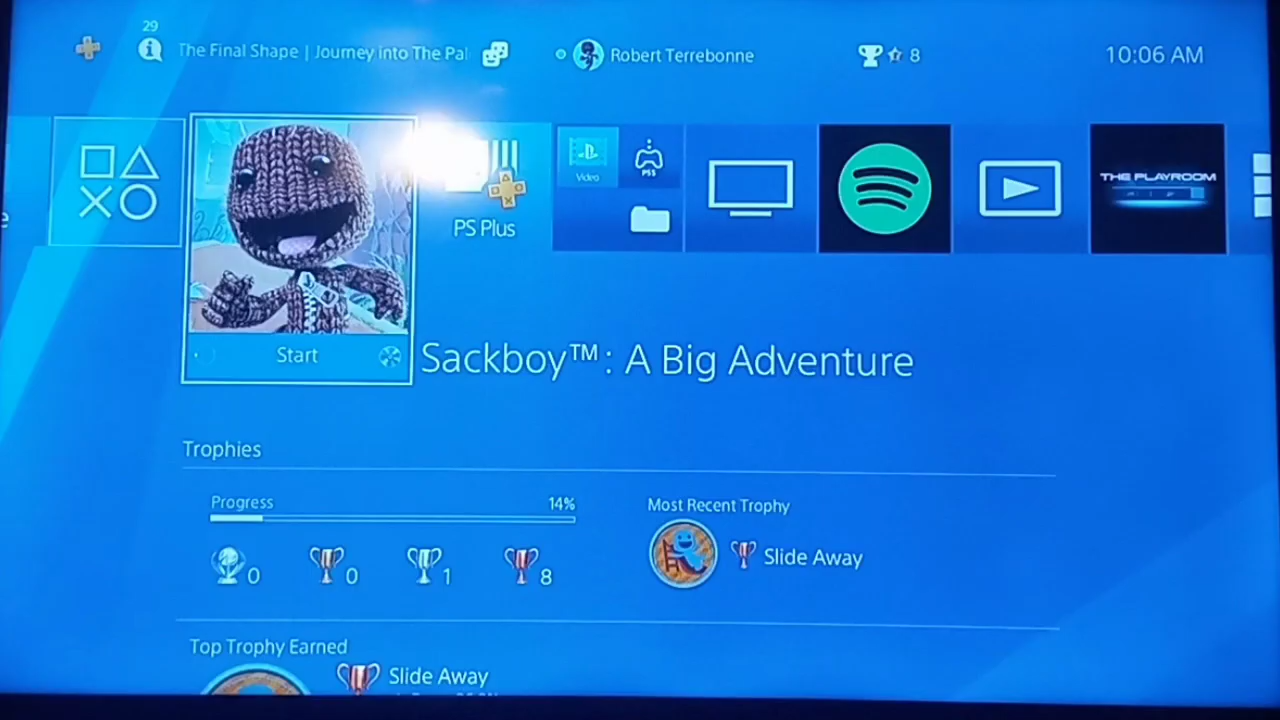 29
The Final Shape | Journey into The Pal
Robert Terrebonne
8
10:06 AM
PS Plus
Video
PS5
THE PLAYROOM
Start
Sackboy™: A Big Adventure
Trophies
Progress
14%
0
0
1
8
Most Recent Trophy
Slide Away
Top Trophy Earned
Slide Away